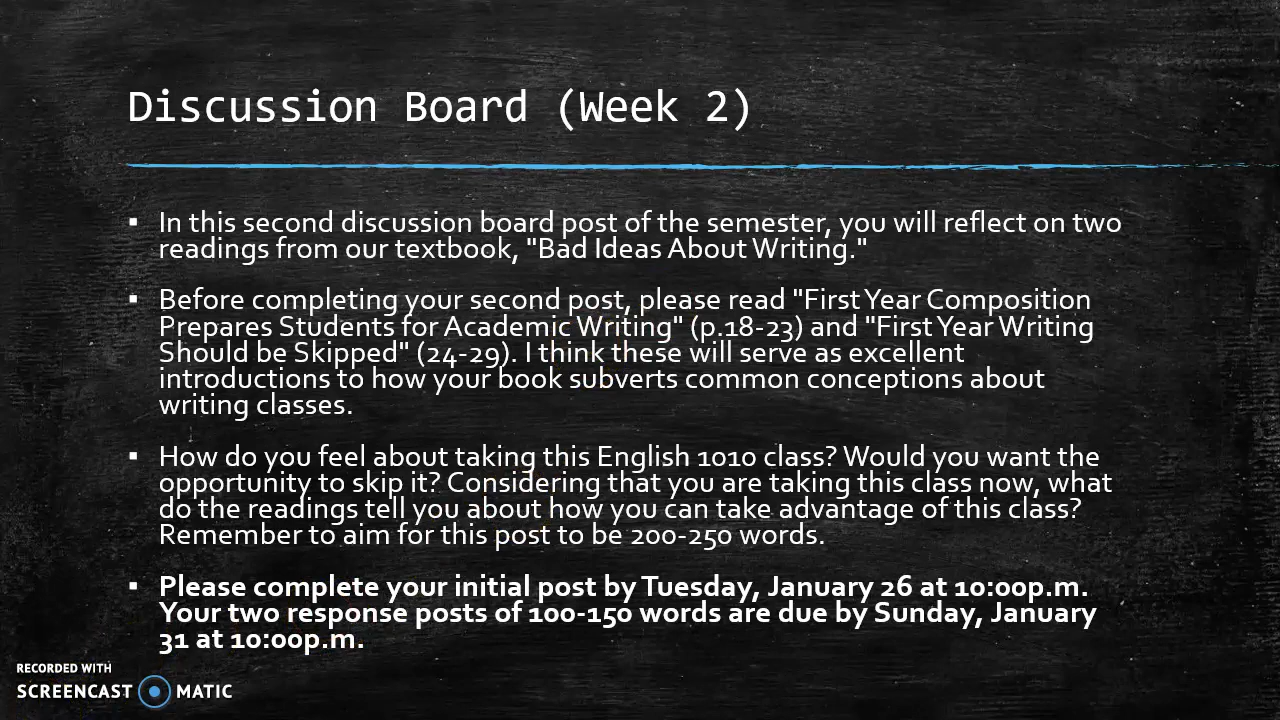 Discussion Board (Week 2)
▪ In this second discussion board post of the semester, you will reflect on two
readings from our textbook, "Bad Ideas About Writing."
▪ Before completing your second post, please read "First Year Composition
Prepares Students for Academic Writing" (p.18-23) and "First Year Writing
Should be Skipped" (24-29). I think these will serve as excellent
introductions to how your book subverts common conceptions about
writing classes.
▪ How do you feel about taking this English 1010 class? Would you want the
opportunity to skip it? Considering that you are taking this class now, what
do the readings tell you about how you can take advantage of this class?
Remember to aim for this post to be 200-250 words.
▪ Please complete your initial post by Tuesday, January 26 at 10:00p.m.
Your two response posts of 100-150 words are due by Sunday, January
31 at 10:00p.m.
RECORDED WITH
SCREENCAST MATIC